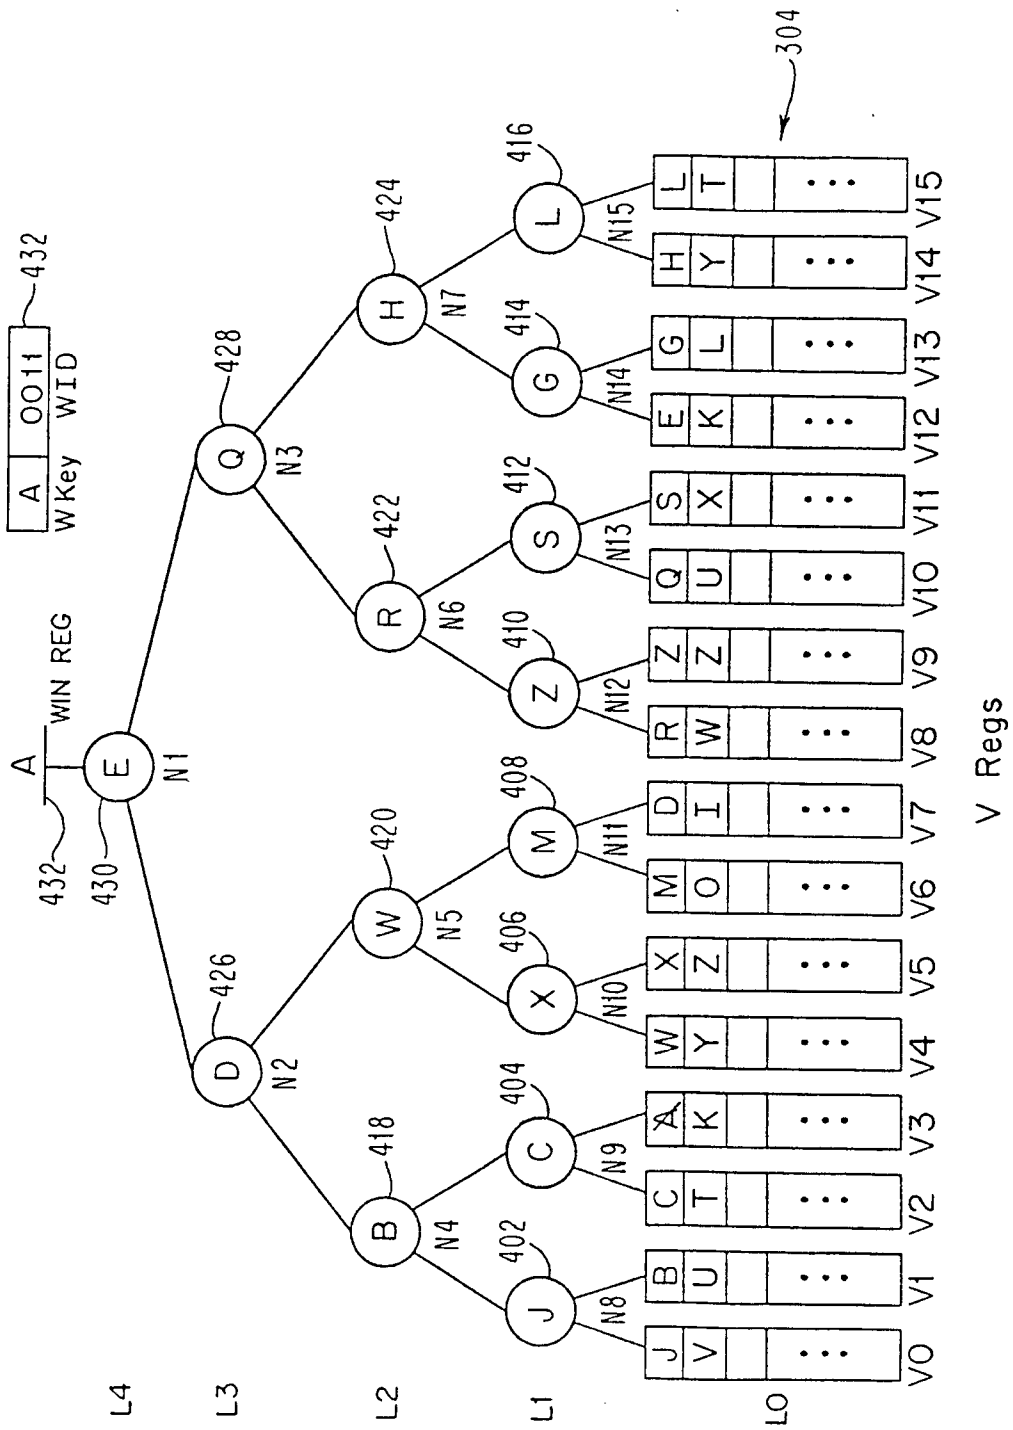 A 0011 432
WKey WID
A
WIN REG
432
430
E
N1
L4
D 426
N2
Q 428
N3
L3
B 418
N4
W 420
N5
R 422
N6
H 424
N7
L2
J 402
N8
C 404
N9
X 406
N10
M 408
N11
Z 410
N12
S 412
N13
G 414
N14
L 416
N15
L1
J B C A W X M D R Z Q S E G H L
V U T K Y Z O I W Z U X K L Y T
304
L0
V0 V1 V2 V3 V4 V5 V6 V7 V8 V9 V10 V11 V12 V13 V14 V15
V Regs